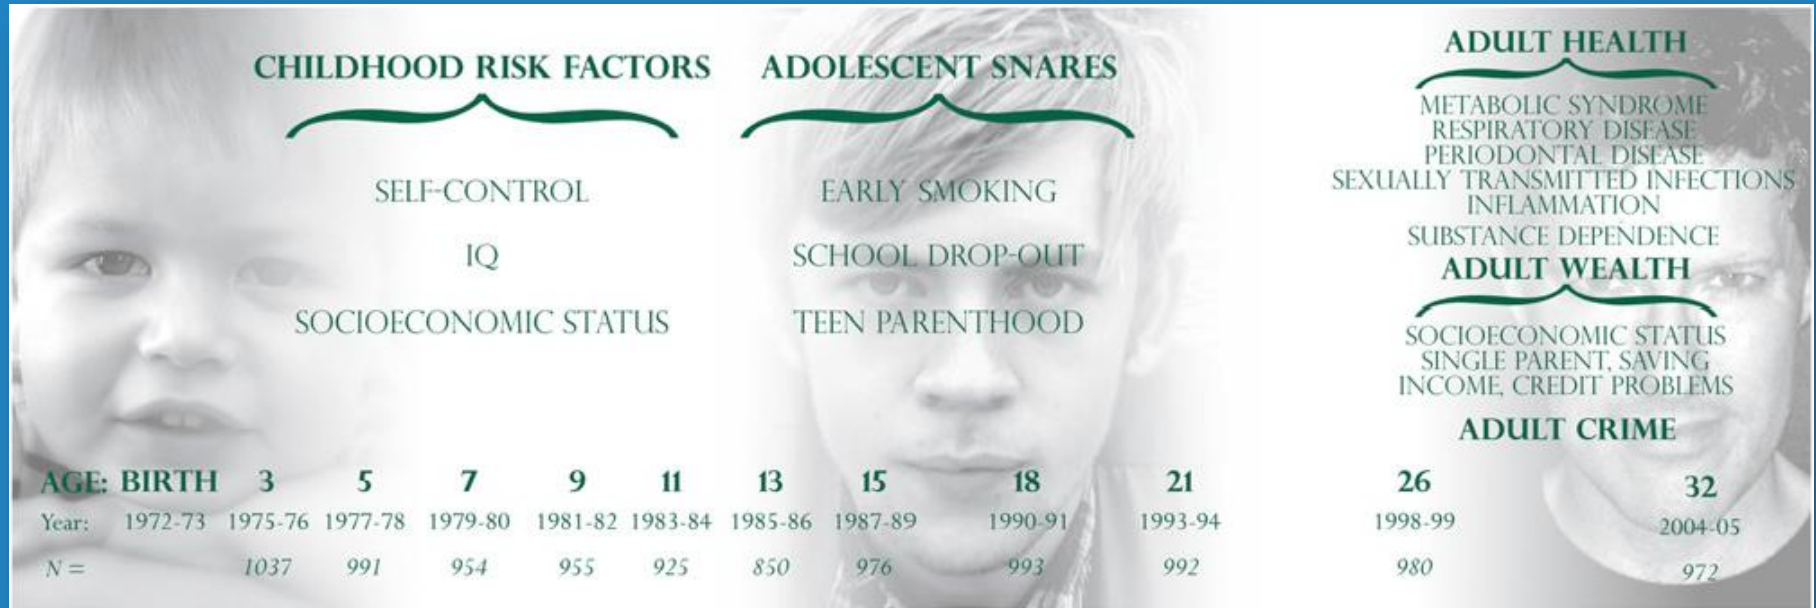 CHILDHOOD RISK FACTORS
SELF-CONTROL
IQ
SOCIOECONOMIC STATUS
ADOLESCENT SNARES
EARLY SMOKING
SCHOOL DROP-OUT
TEEN PARENTHOOD
ADULT HEALTH
METABOLIC SYNDROME
RESPIRATORY DISEASE
PERIODONTAL DISEASE
SEXUALLY TRANSMITTED INFECTIONS
INFLAMMATION
SUBSTANCE DEPENDENCE
ADULT WEALTH
SOCIOECONOMIC STATUS
SINGLE PARENT, SAVING
INCOME, CREDIT PROBLEMS
ADULT CRIME
AGE: BIRTH 3 5 7 9 11 13 15 18 21 26 32
Year: 1972-73 1975-76 1977-78 1979-80 1981-82 1983-84 1985-86 1987-89 1990-91 1993-94 1998-99 2004-05
N = 1037 991 954 955 925 850 976 993 992 980 972